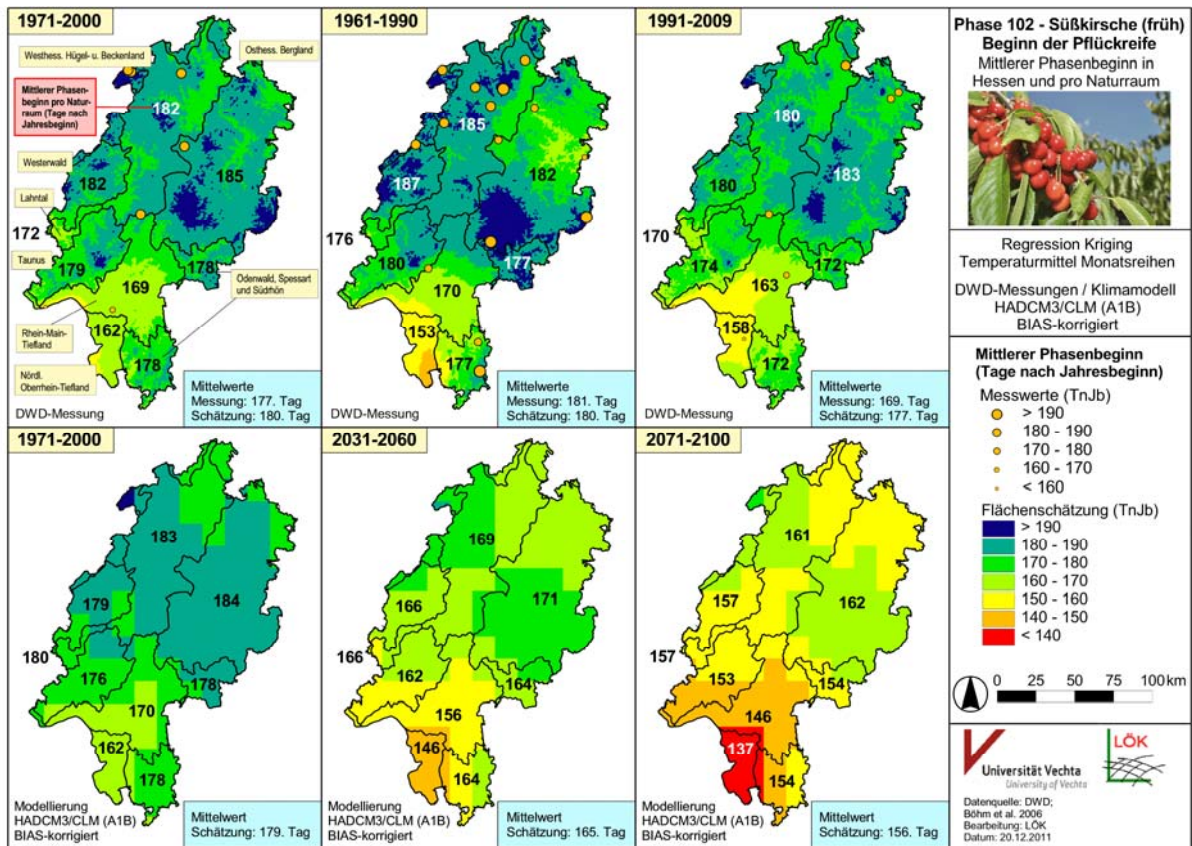 1971-2000
Westhess. Hügel- u. Beckenland
Osthess. Bergland
Mittlerer Phasen-
beginn pro Natur-
raum (Tage nach
Jahresbeginn)
182
Westerwald
182
185
Lahntal
172
Taunus
179
178
169
Odenwald, Spessart
und Südrhön
Rhein-Main-
Tiefland
162
178
Nördl.
Oberrhein-Tiefland
DWD-Messung
Mittelwerte
Messung: 177. Tag
Schätzung: 180. Tag
1961-1990
185
187
182
176
180
177
170
153
177
DWD-Messung
Mittelwerte
Messung: 181. Tag
Schätzung: 180. Tag
1991-2009
180
180
183
170
174
172
163
158
172
DWD-Messung
Mittelwerte
Messung: 169. Tag
Schätzung: 177. Tag
1971-2000
183
179
184
180
176
178
170
162
178
Modellierung
HADCM3/CLM (A1B)
BIAS-korrigiert
Mittelwert
Schätzung: 179. Tag
2031-2060
169
166
171
166
162
164
156
146
164
Modellierung
HADCM3/CLM (A1B)
BIAS-korrigiert
Mittelwert
Schätzung: 165. Tag
2071-2100
161
157
162
157
153
154
146
137
154
Modellierung
HADCM3/CLM (A1B)
BIAS-korrigiert
Mittelwert
Schätzung: 156. Tag
Phase 102 - Süßkirsche (früh)
Beginn der Pflückreife
Mittlerer Phasenbeginn in
Hessen und pro Naturraum
Regression Kriging
Temperaturmittel Monatsreihen
DWD-Messungen / Klimamodell
HADCM3/CLM (A1B)
BIAS-korrigiert
Mittlerer Phasenbeginn
(Tage nach Jahresbeginn)
Messwerte (TnJb)
> 190
180 - 190
170 - 180
160 - 170
< 160
Flächenschätzung (TnJb)
> 190
180 - 190
170 - 180
160 - 170
150 - 160
140 - 150
< 140
0 25 50 75 100 km
Universität Vechta
University of Vechta
LÖK
Datenquelle: DWD;
Böhm et al. 2006
Bearbeitung: LÖK
Datum: 20.12.2011